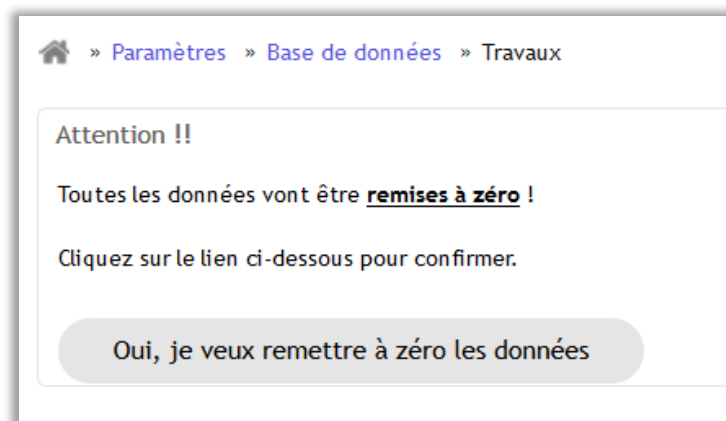 » Paramètres » Base de données » Travaux
Attention !!
Toutes les données vont être remises à zéro !
Cliquez sur le lien ci-dessous pour confirmer.
Oui, je veux remettre à zéro les données